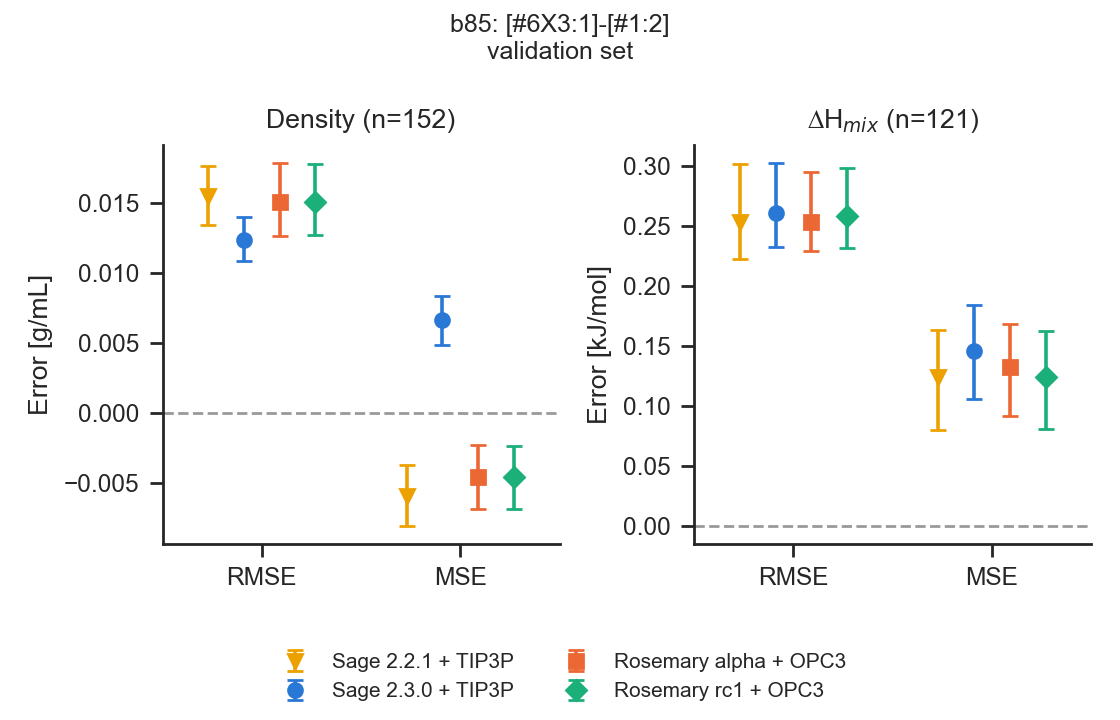 b85: [#6X3:1]-[#1:2]
validation set
Density (n=152)
Error [g/mL]
0.015
0.010
0.005
0.000
−0.005
RMSE
MSE
ΔHmix (n=121)
Error [kJ/mol]
0.30
0.25
0.20
0.15
0.10
0.05
0.00
RMSE
MSE
Sage 2.2.1 + TIP3P
Sage 2.3.0 + TIP3P
Rosemary alpha + OPC3
Rosemary rc1 + OPC3